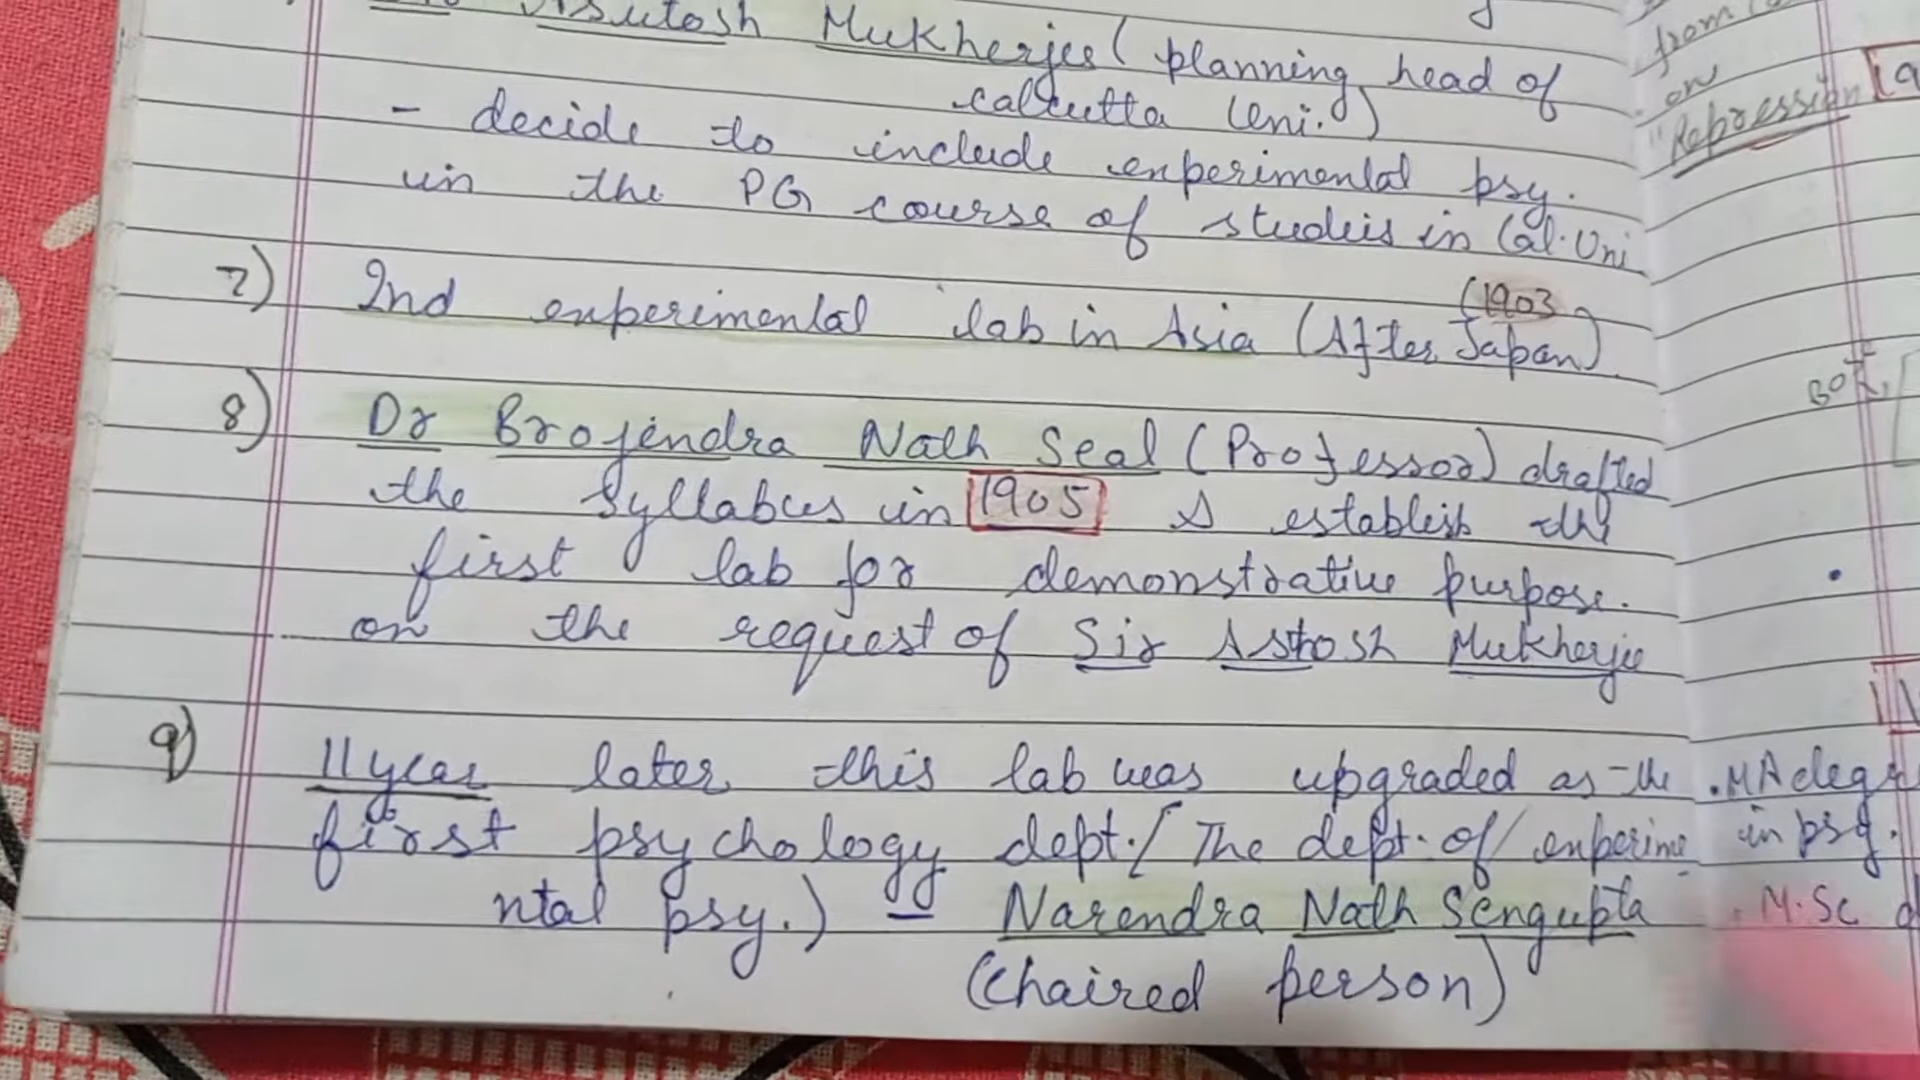 Asutosh Mukherjee ( planning head of
calcutta Uni.)
- decide to include experimental psy.
in the PG course of studies in Cal. Uni
7) 2nd experimental lab in Asia (After Japan)
(1903
8) Dr Brojendra Nath Seal (Professor) drafted
the syllabus in 1905 & establish the
first lab for demonstrative purpose.
on the request of Sir Astosh Mukherjee
9) 11 year later this lab was upgraded as the
first psychology dept. ( The dept. of experime
ntal psy.) - Narendra Nath Sengupta
(Chaired person)
from
on
"Repression
BOR,
.MA deg
in psy.
. M.Sc d